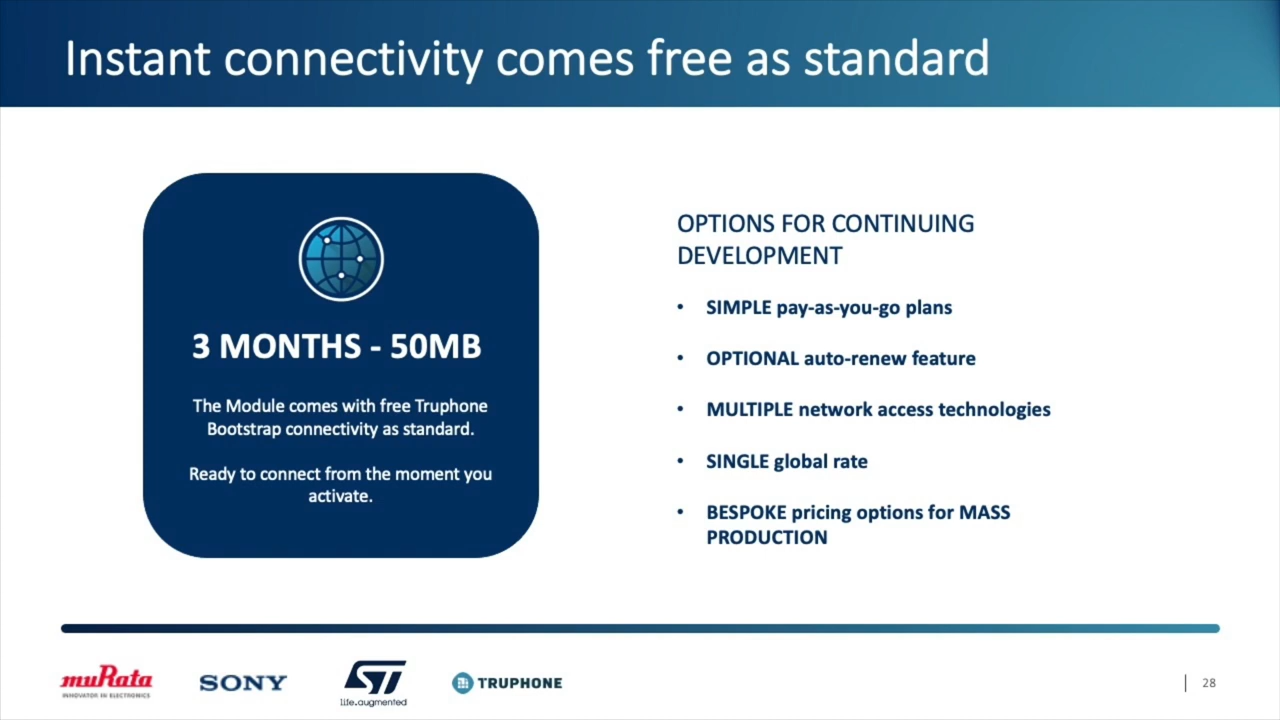 Instant connectivity comes free as standard
3 MONTHS - 50MB
The Module comes with free Truphone
Bootstrap connectivity as standard.
Ready to connect from the moment you
activate.
OPTIONS FOR CONTINUING
DEVELOPMENT
• SIMPLE pay-as-you-go plans
• OPTIONAL auto-renew feature
• MULTIPLE network access technologies
• SINGLE global rate
• BESPOKE pricing options for MASS
PRODUCTION
muRata
INNOVATOR IN ELECTRONICS
SONY
ST
life.augmented
TRUPHONE
28